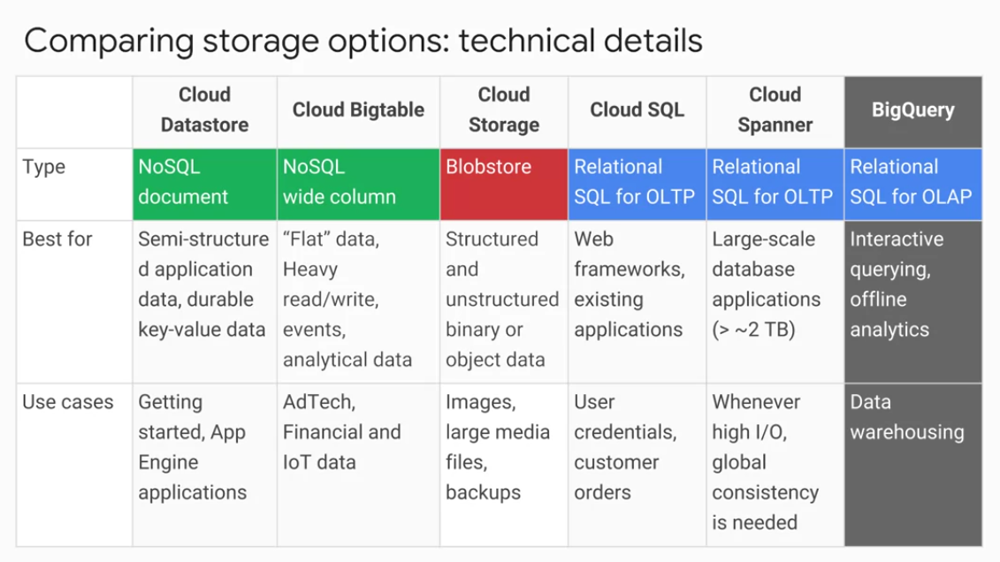 Comparing storage options: technical details
Cloud
Datastore
Cloud Bigtable
Cloud
Storage
Cloud SQL
Cloud
Spanner
BigQuery
Type
NoSQL
document
NoSQL
wide column
Blobstore
Relational
SQL for OLTP
Relational
SQL for OLTP
Relational
SQL for OLAP
Best for
Semi-structure
d application
data, durable
key-value data
“Flat” data,
Heavy
read/write,
events,
analytical data
Structured
and
unstructured
binary or
object data
Web
frameworks,
existing
applications
Large-scale
database
applications
(> ~2 TB)
Interactive
querying,
offline
analytics
Use cases
Getting
started, App
Engine
applications
AdTech,
Financial and
IoT data
Images,
large media
files,
backups
User
credentials,
customer
orders
Whenever
high I/O,
global
consistency
is needed
Data
warehousing